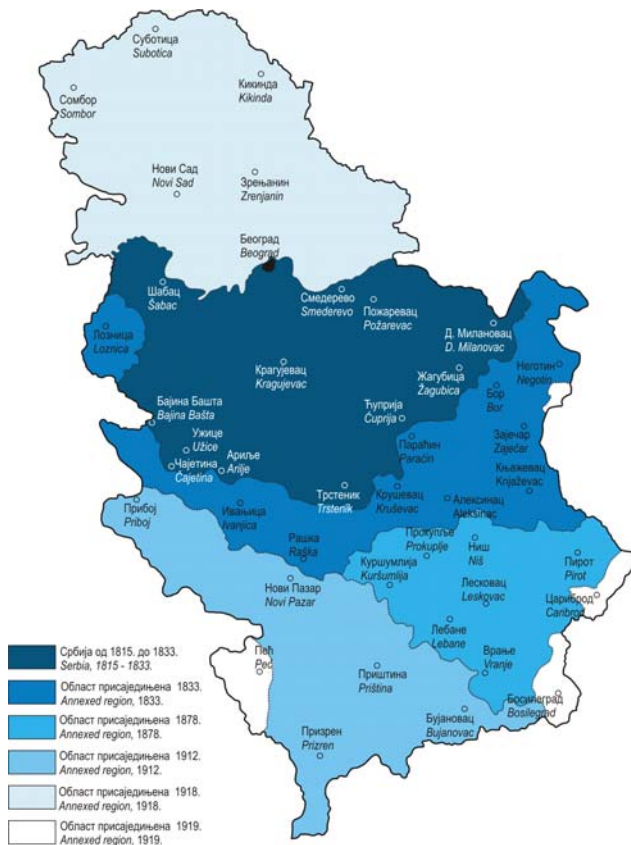 Суботица
Subotica
Кикинда
Kikinda
Сомбор
Sombor
Нови Сад
Novi Sad
Зрењанин
Zrenjanin
Београд
Beograd
Шабац
Šabac
Смедерево
Smederevo
Пожаревац
Požarevac
Лозница
Loznica
Д. Милановац
D. Milanovac
Крагујевац
Kragujevac
Жагубица
Žagubica
Неготин
Negotin
Бор
Bor
Бајина Башта
Bajina Bašta
Ћуприја
Ćuprija
Ужице
Užice
Параћин
Paraćin
Зајечар
Zaječar
Чајетина
Čajetina
Ариље
Arilje
Књажевац
Knjaževac
Трстеник
Trstenik
Крушевац
Kruševac
Алексинац
Aleksinac
Прибој
Priboj
Ивањица
Ivanjica
Рашка
Raška
Прокупље
Prokuplje
Ниш
Niš
Куршумлија
Kuršumlija
Пирот
Pirot
Нови Пазар
Novi Pazar
Лесковац
Leskovac
Цариброд
Caribrod
Лебане
Lebane
Врање
Vranje
Пећ
Peć
Приштина
Priština
Босилеград
Bosilegrad
Бујановац
Bujanovac
Призрен
Prizren
Србија од 1815. до 1833.
Serbia, 1815 - 1833.
Област присаједињена 1833.
Annexed region, 1833.
Област присаједињена 1878.
Annexed region, 1878.
Област присаједињена 1912.
Annexed region, 1912.
Област присаједињена 1918.
Annexed region, 1918.
Област присаједињена 1919.
Annexed region, 1919.